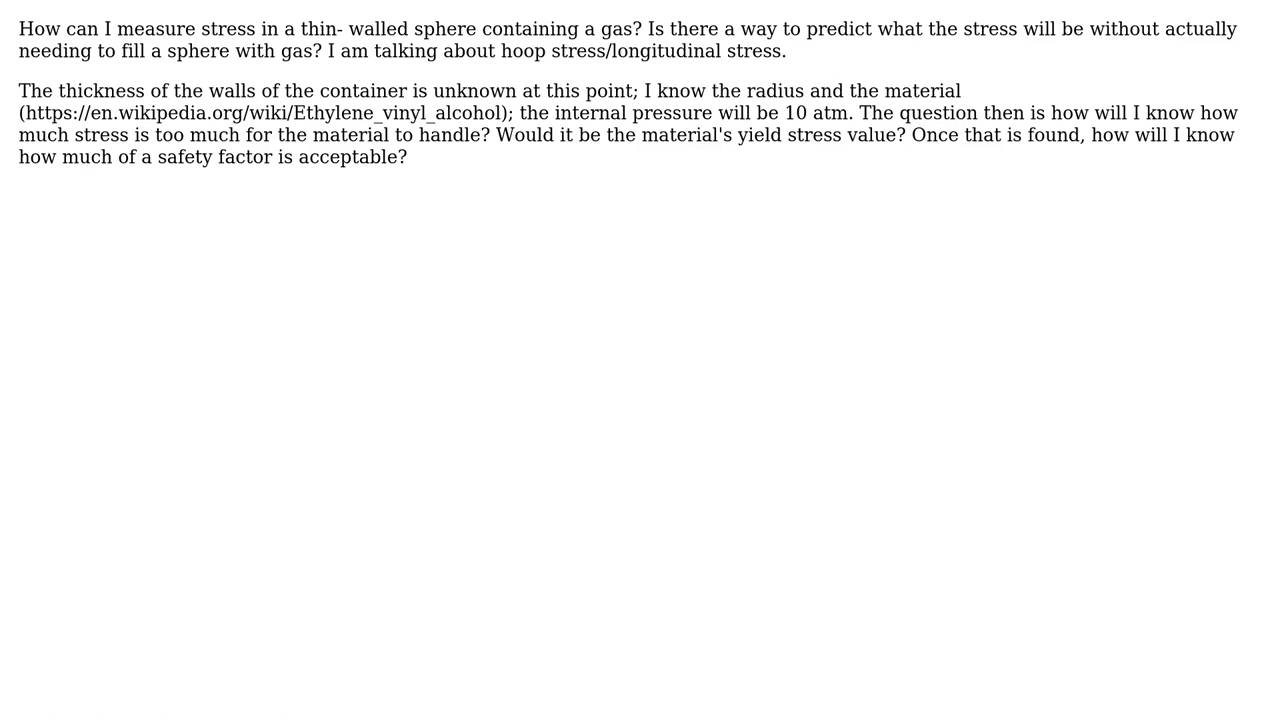 How can I measure stress in a thin- walled sphere containing a gas? Is there a way to predict what the stress will be without actually
needing to fill a sphere with gas? I am talking about hoop stress/longitudinal stress.
The thickness of the walls of the container is unknown at this point; I know the radius and the material
(https://en.wikipedia.org/wiki/Ethylene_vinyl_alcohol); the internal pressure will be 10 atm. The question then is how will I know how
much stress is too much for the material to handle? Would it be the material's yield stress value? Once that is found, how will I know
how much of a safety factor is acceptable?